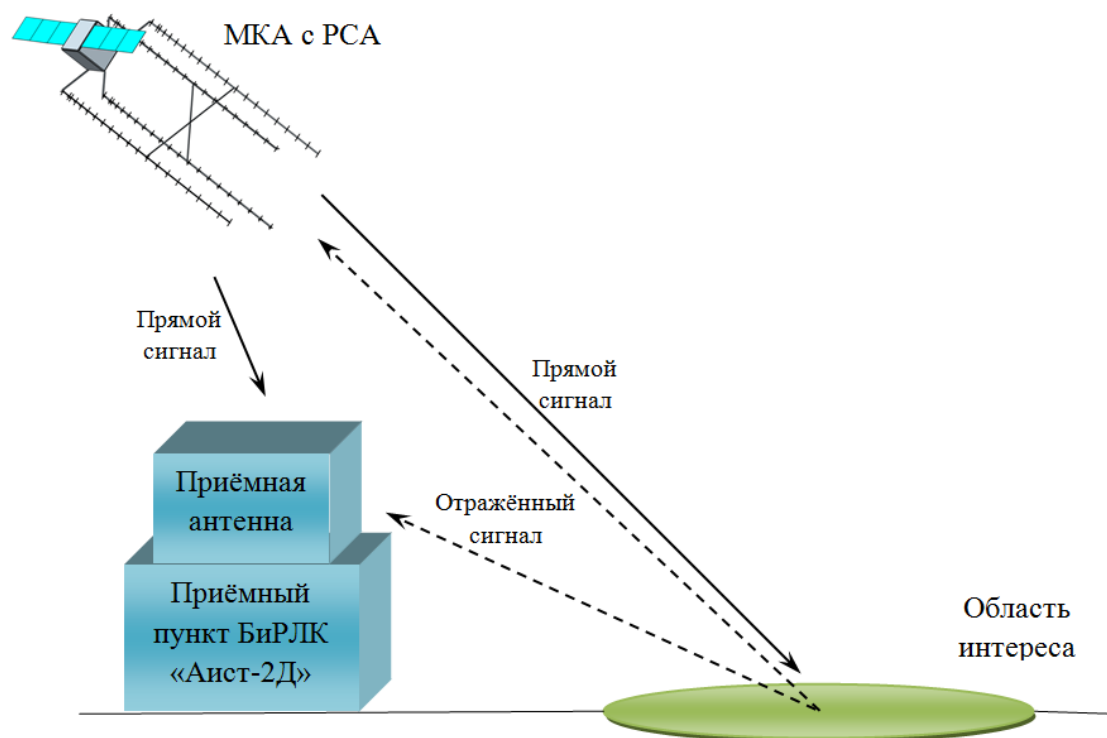 МКА с РСА
Прямой
сигнал
Прямой
сигнал
Приёмная
антенна
Отражённый
сигнал
Приёмный
пункт БиРЛК
«Аист-2Д»
Область
интереса